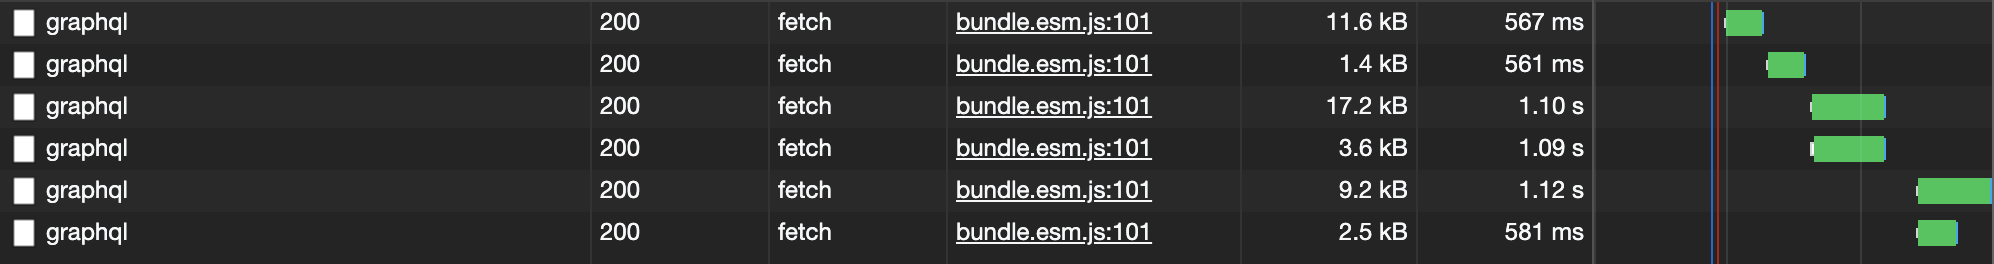 graphql 200 fetch bundle.esm.js:101 11.6 kB 567 ms
graphql 200 fetch bundle.esm.js:101 1.4 kB 561 ms
graphql 200 fetch bundle.esm.js:101 17.2 kB 1.10 s
graphql 200 fetch bundle.esm.js:101 3.6 kB 1.09 s
graphql 200 fetch bundle.esm.js:101 9.2 kB 1.12 s
graphql 200 fetch bundle.esm.js:101 2.5 kB 581 ms